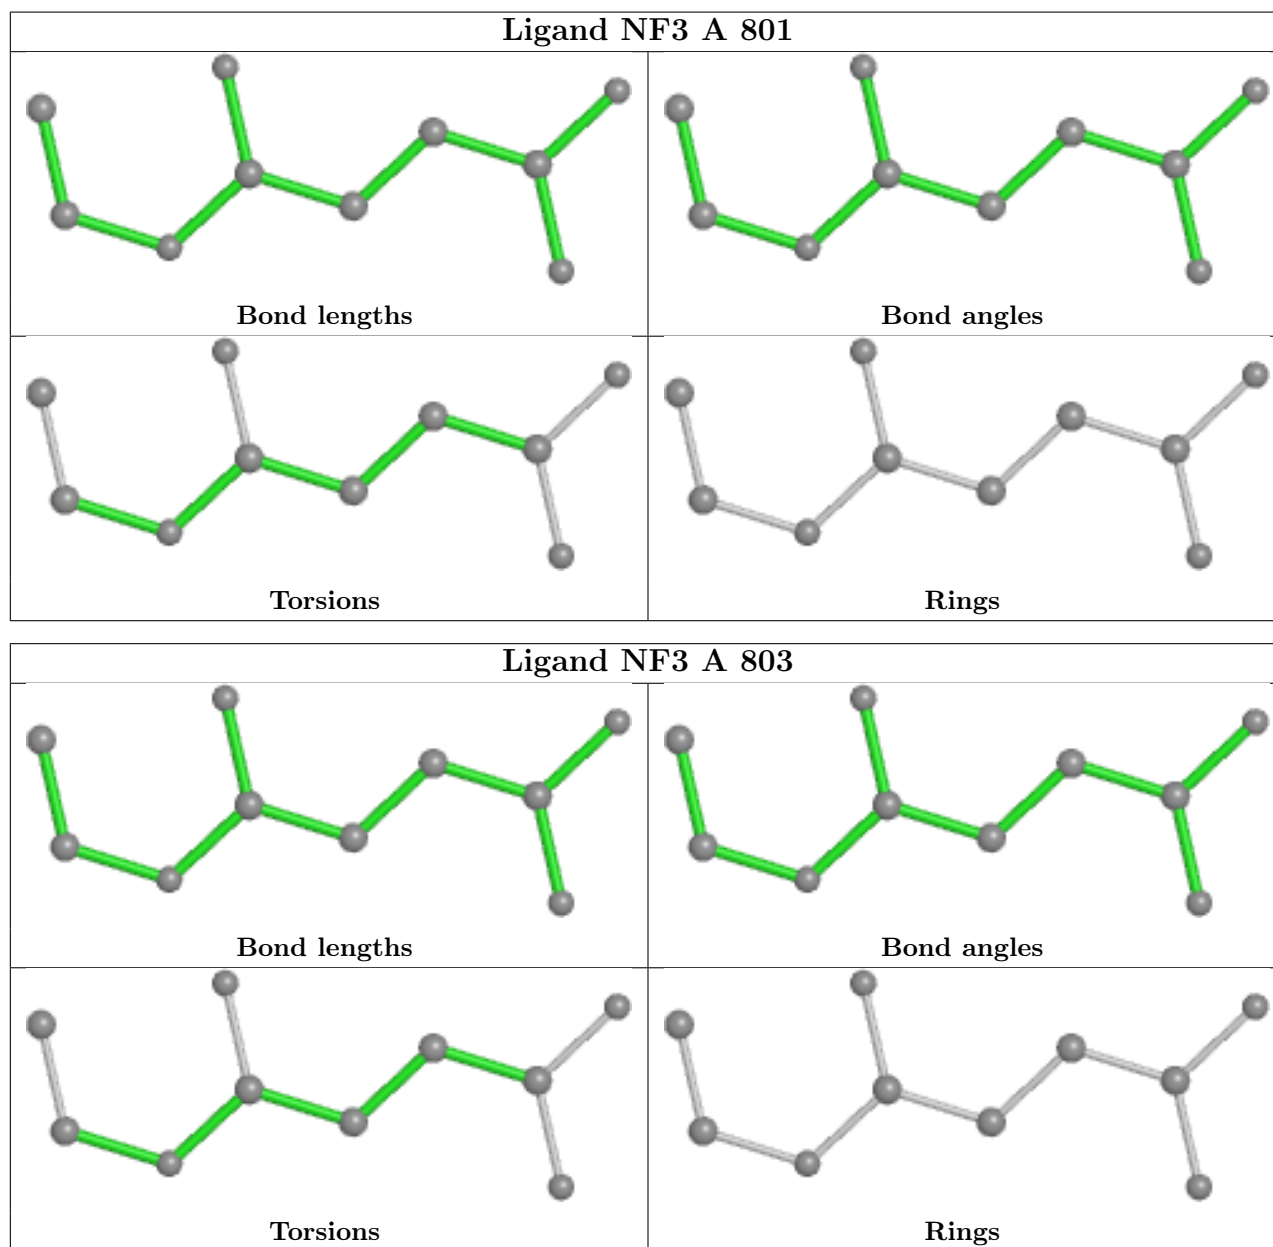 Ligand NF3 A 801
Bond lengths
Bond angles
Torsions
Rings
Ligand NF3 A 803
Bond lengths
Bond angles
Torsions
Rings